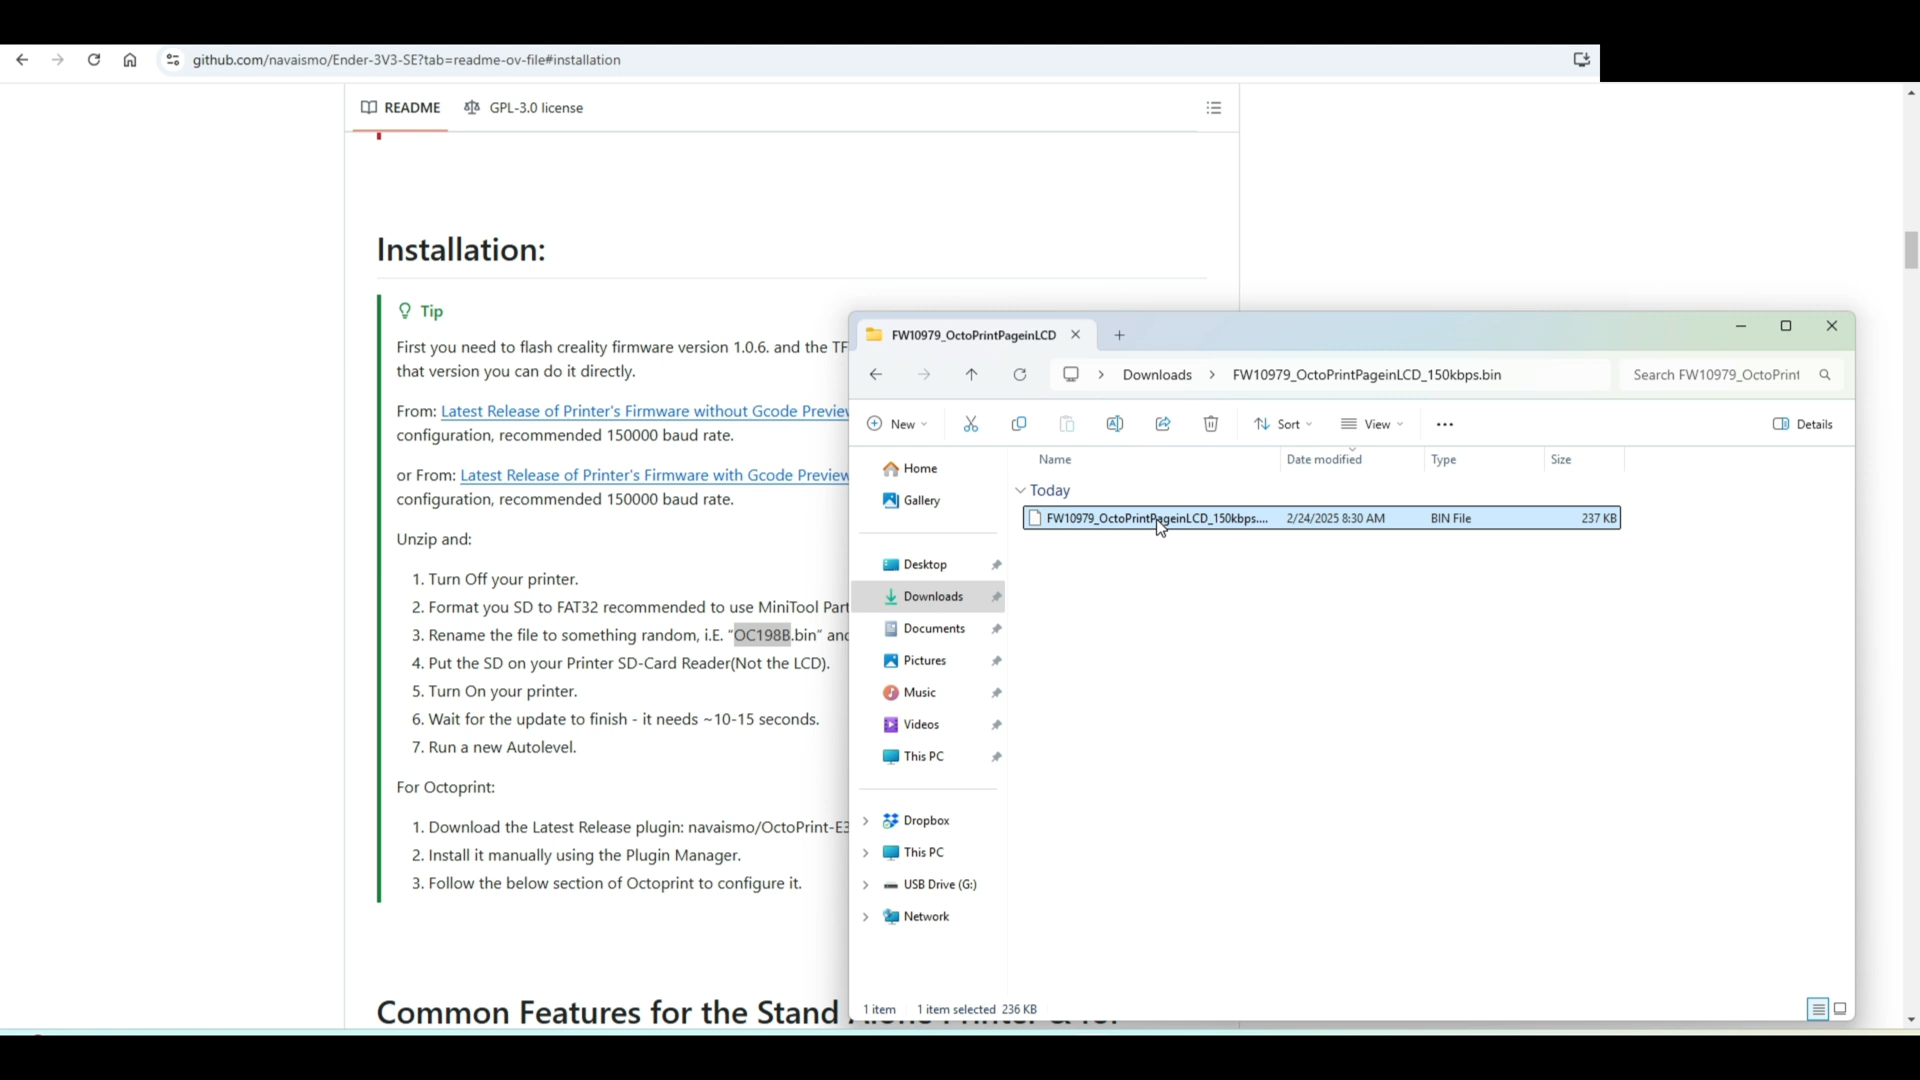 github.com/navaismo/Ender-3V3-SE?tab=readme-ov-file#installation
README
GPL-3.0 license
Installation:
Tip
First you need to flash creality firmware version 1.0.6. and the TF
that version you can do it directly.
From: Latest Release of Printer's Firmware without Gcode Preview
configuration, recommended 150000 baud rate.
or From: Latest Release of Printer's Firmware with Gcode Preview
configuration, recommended 150000 baud rate.
Unzip and:
1. Turn Off your printer.
2. Format you SD to FAT32 recommended to use MiniTool Part
3. Rename the file to something random, i.E. "OC198B.bin" and
4. Put the SD on your Printer SD-Card Reader(Not the LCD).
5. Turn On your printer.
6. Wait for the update to finish - it needs ~10-15 seconds.
7. Run a new Autolevel.
For Octoprint:
1. Download the Latest Release plugin: navaismo/OctoPrint-E3
2. Install it manually using the Plugin Manager.
3. Follow the below section of Octoprint to configure it.
Common Features for the Stand
FW10979_OctoPrintPageinLCD
Downloads > FW10979_OctoPrintPageinLCD_150kbps.bin
Search FW10979_OctoPrint
New
Sort
View
Details
Name
Date modified
Type
Size
Today
FW10979_OctoPrintPageinLCD_150kbps....
2/24/2025 8:30 AM
BIN File
237 KB
Home
Gallery
Desktop
Downloads
Documents
Pictures
Music
Videos
This PC
Dropbox
This PC
USB Drive (G:)
Network
1 item
1 item selected 236 KB